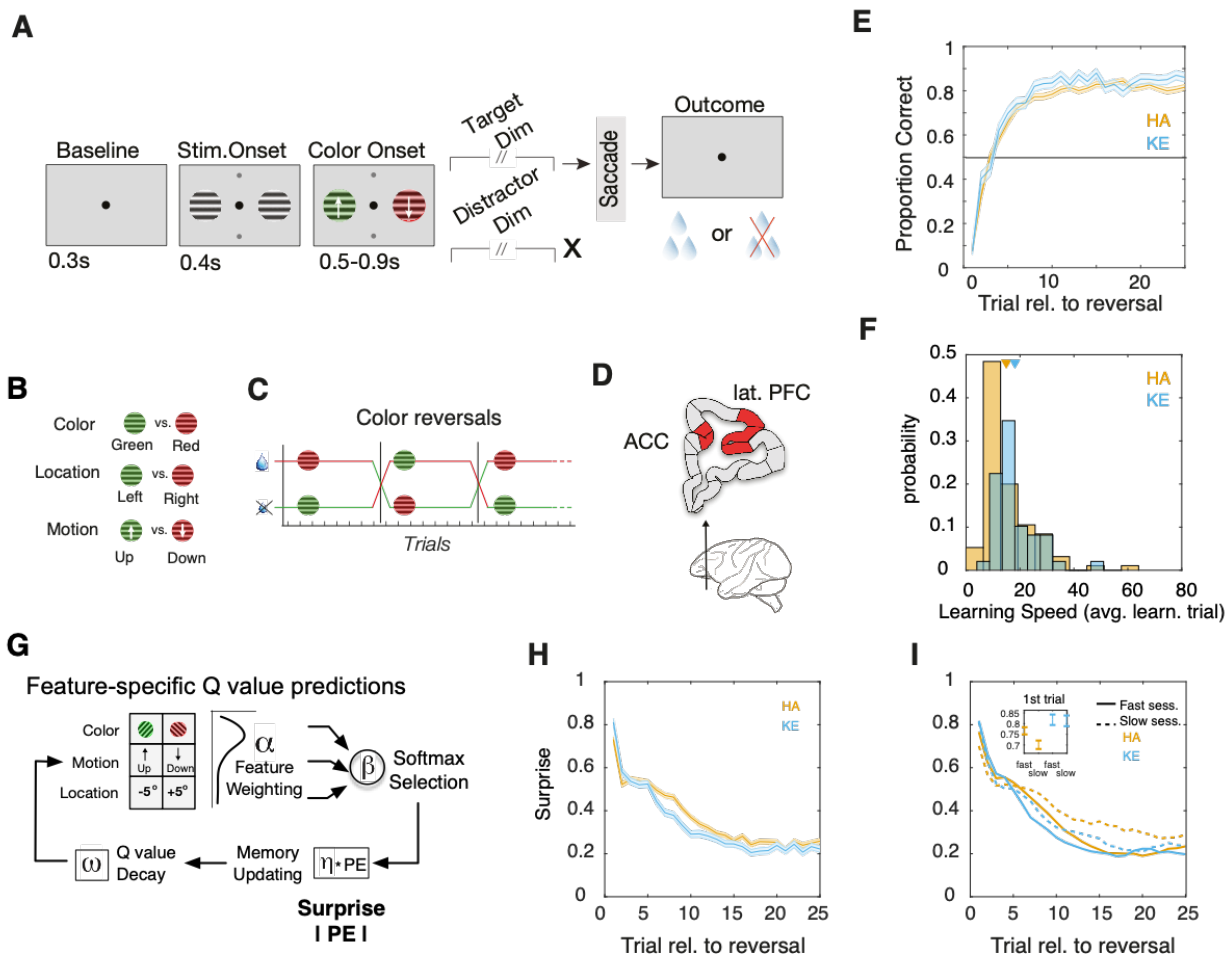 A
Baseline
0.3s
Stim.Onset
0.4s
Color Onset
0.5-0.9s
Target
Dim
//
Distractor
Dim
//
X
Saccade
Outcome
or
B
Color
vs.
Green
Red
Location
vs.
Left
Right
Motion
vs.
Up
Down
C
Color reversals
Trials
D
lat. PFC
ACC
E
Proportion Correct
1
0.8
0.6
0.4
0.2
0
HA
KE
0
10
20
Trial rel. to reversal
F
probability
0.5
0.4
0.3
0.2
0.1
0
HA
KE
0
20
40
60
80
Learning Speed (avg. learn. trial)
G
Feature-specific Q value predictions
Color
Motion
Up
Down
Location
-5°
+5°
α
Feature
Weighting
β
Softmax
Selection
ω
Q value
Decay
Memory
Updating
η*PE
Surprise
I PE I
H
Surprise
1
0.8
0.6
0.4
0.2
0
HA
KE
0
5
10
15
20
25
Trial rel. to reversal
I
1
0.8
0.6
0.4
0.2
0
1st trial
0.85
0.8
0.75
0.7
fast
slow
fast
slow
Fast sess.
Slow sess.
HA
KE
0
5
10
15
20
25
Trial rel. to reversal